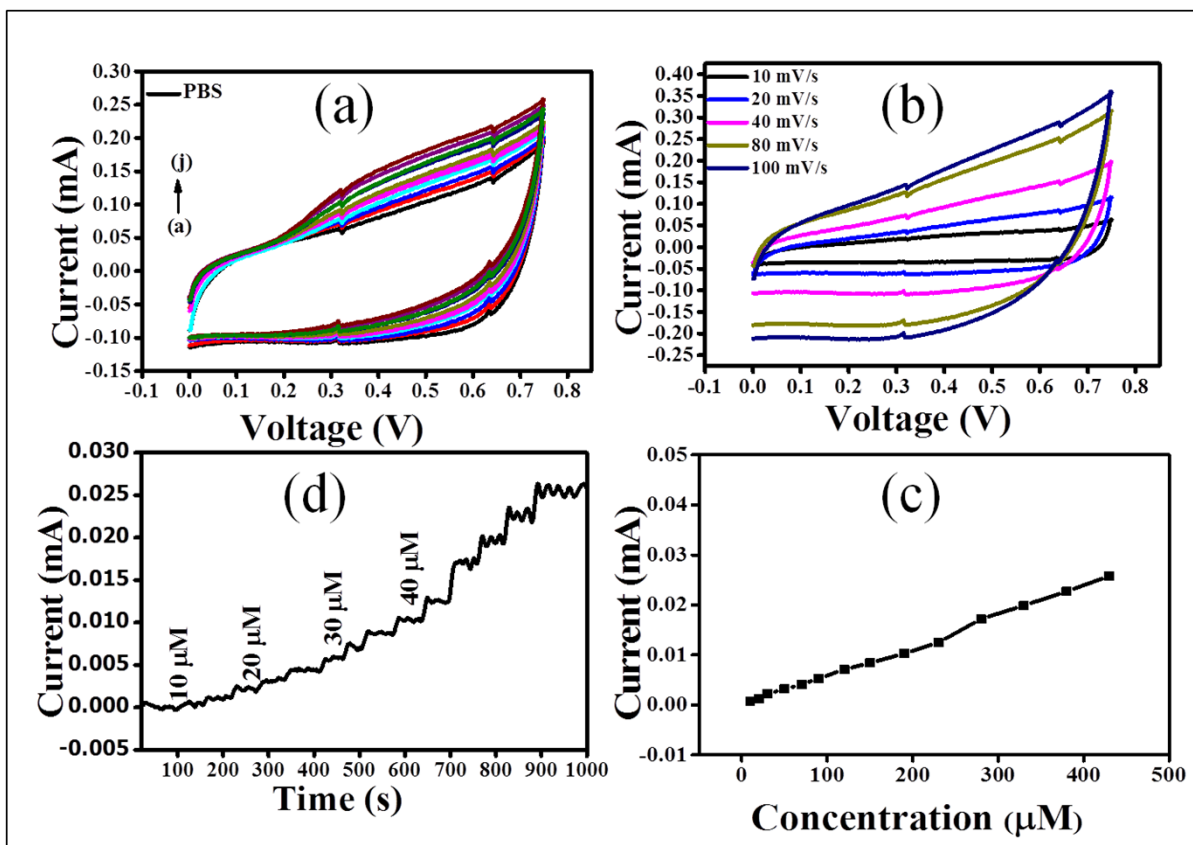 PBS
(a)
(j)
(a)
0.30
0.25
0.20
0.15
0.10
0.05
0.00
-0.05
-0.10
-0.15
Current (mA)
-0.1 0.0 0.1 0.2 0.3 0.4 0.5 0.6 0.7 0.8
Voltage (V)
10 mV/s
20 mV/s
40 mV/s
80 mV/s
100 mV/s
(b)
0.40
0.35
0.30
0.25
0.20
0.15
0.10
0.05
0.00
-0.05
-0.10
-0.15
-0.20
-0.25
Current (mA)
-0.1 0.0 0.1 0.2 0.3 0.4 0.5 0.6 0.7 0.8
Voltage (V)
(d)
0.030
0.025
0.020
0.015
0.010
0.005
0.000
-0.005
Current (mA)
10 µM
20 µM
30 µM
40 µM
100 200 300 400 500 600 700 800 900 1000
Time (s)
(c)
0.05
0.04
0.03
0.02
0.01
0.00
-0.01
Current (mA)
0 100 200 300 400 500
Concentration (µM)